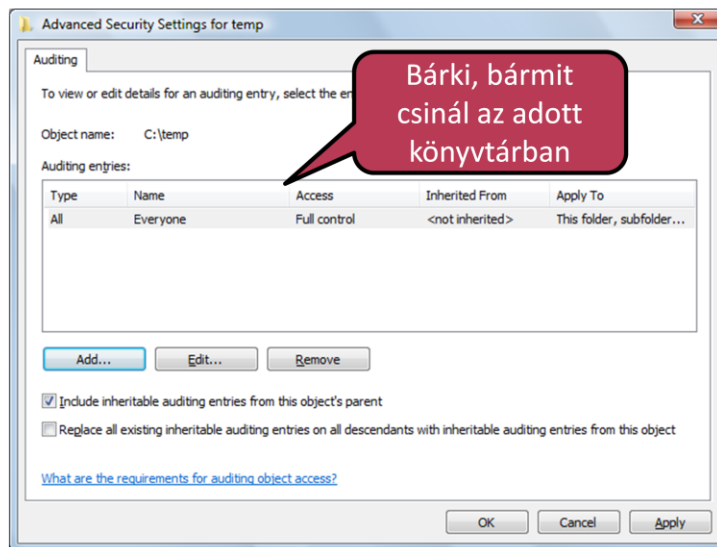 Advanced Security Settings for temp
Auditing
To view or edit details for an auditing entry, select the en
Bárki, bármit
csinál az adott
könyvtárban
Object name: C:\temp
Auditing entries:
Type Name Access Inherited From Apply To
All Everyone Full control <not inherited> This folder, subfolder...
Add... Edit... Remove
Include inheritable auditing entries from this object's parent
Replace all existing inheritable auditing entries on all descendants with inheritable auditing entries from this object
What are the requirements for auditing object access?
OK Cancel Apply